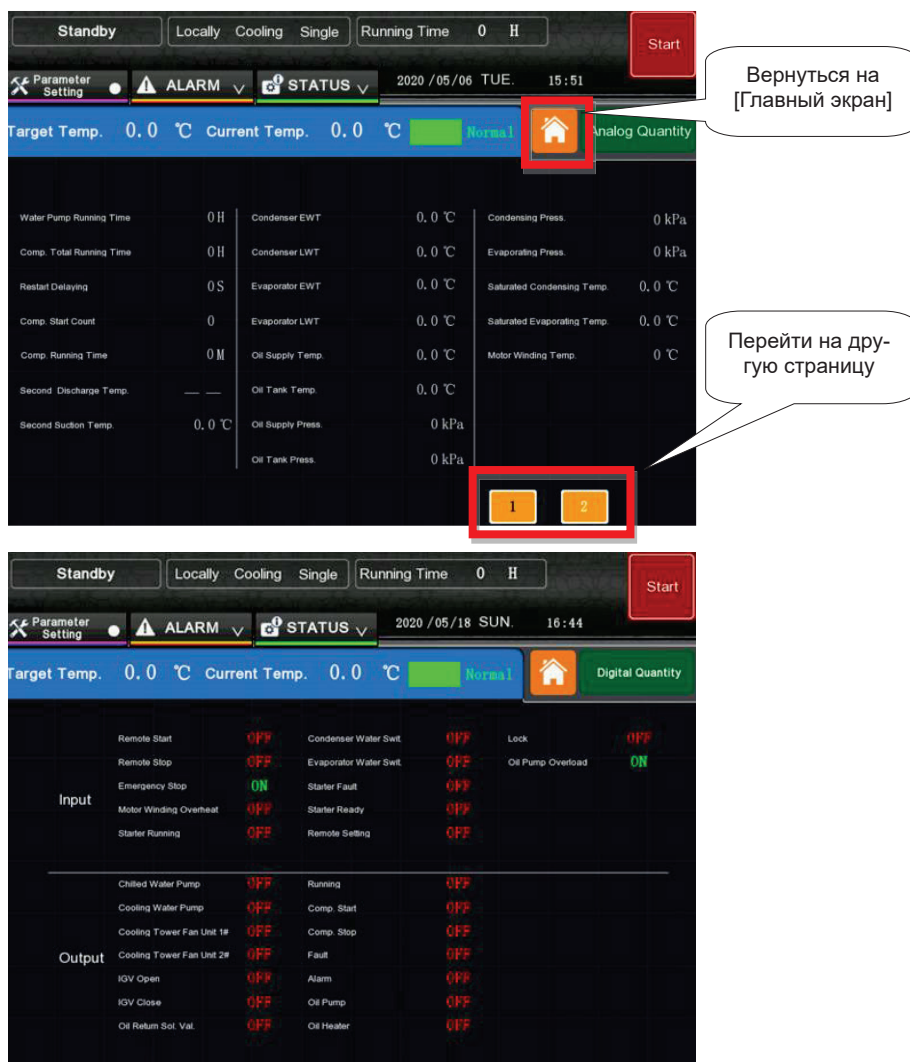 Standby Locally Cooling Single Running Time 0 H Start
Parameter Setting ALARM STATUS 2020 /05/06 TUE. 15:51
Target Temp. 0.0 ℃ Current Temp. 0.0 ℃ Normal Analog Quantity
Вернуться на
[Главный экран]
Water Pump Running Time 0 H Condenser EWT 0.0 ℃ Condensing Press. 0 kPa
Comp. Total Running Time 0 H Condenser LWT 0.0 ℃ Evaporating Press. 0 kPa
Restart Delaying 0 S Evaporator EWT 0.0 ℃ Saturated Condensing Temp. 0.0 ℃
Comp. Start Count 0 Evaporator LWT 0.0 ℃ Saturated Evaporating Temp. 0.0 ℃
Comp. Running Time 0 M Oil Supply Temp. 0.0 ℃ Motor Winding Temp. 0 ℃
Second Discharge Temp. — — Oil Tank Temp. 0.0 ℃
Second Suction Temp. 0.0 ℃ Oil Supply Press. 0 kPa
Oil Tank Press. 0 kPa
Перейти на дру-
гую страницу
1 2
Standby Locally Cooling Single Running Time 0 H Start
Parameter Setting ALARM STATUS 2020 /05/18 SUN. 16:44
Target Temp. 0.0 ℃ Current Temp. 0.0 ℃ Normal Digital Quantity
Input
Remote Start OFF Condenser Water Swit. OFF Lock OFF
Remote Stop OFF Evaporator Water Swit. OFF Oil Pump Overload ON
Emergency Stop ON Starter Fault OFF
Motor Winding Overheat OFF Starter Ready OFF
Starter Running OFF Remote Setting OFF
Output
Chilled Water Pump OFF Running OFF
Cooling Water Pump OFF Comp. Start OFF
Cooling Tower Fan Unit 1# OFF Comp. Stop OFF
Cooling Tower Fan Unit 2# OFF Fault OFF
IGV Open OFF Alarm OFF
IGV Close OFF Oil Pump OFF
Oil Return Sol. Val. OFF Oil Heater OFF